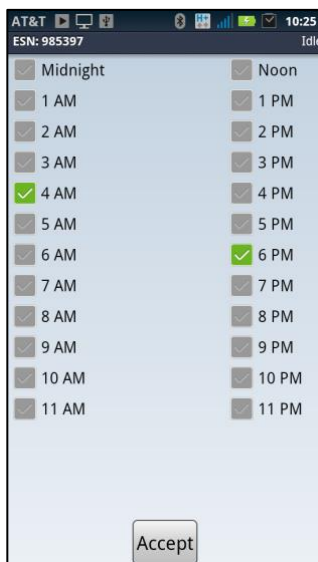 AT&T 10:25
ESN: 985397 Idle
Midnight Noon
1 AM 1 PM
2 AM 2 PM
3 AM 3 PM
4 AM 4 PM
5 AM 5 PM
6 AM 6 PM
7 AM 7 PM
8 AM 8 PM
9 AM 9 PM
10 AM 10 PM
11 AM 11 PM
Accept